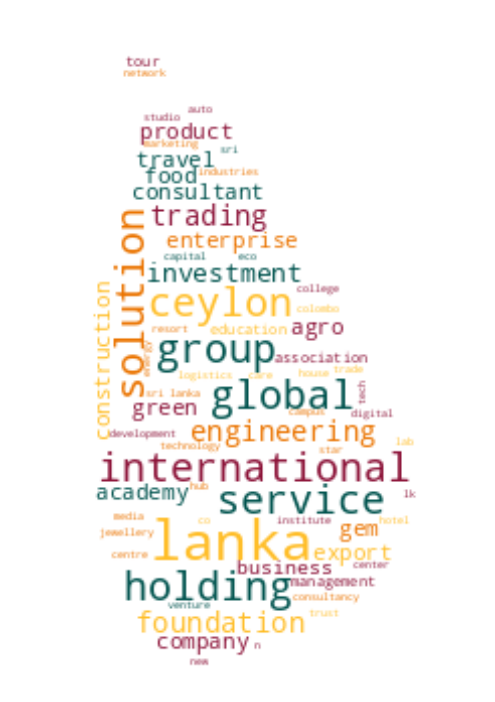 tour
network
auto
studio
product
marketing
sri
travel
food
industries
consultant
trading
solution
enterprise
capital
eco
investment
college
construction
ceylon
colombo
resort
education
agro
energy
group
association
logistics
care
house
trade
sri lanka
global
tech
green
campus
digital
development
engineering
technology
star
lab
international
academy
hub
service
lk
media
co
institute
gem
hotel
jewellery
lanka
centre
export
business
center
holding
management
venture
consultancy
foundation
trust
company
n
new